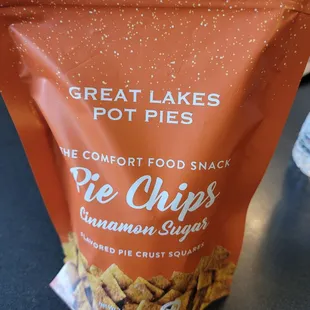 GREAT LAKES
POT PIES
THE COMFORT FOOD SNACK
Pie Chips
Cinnamon Sugar
FLAVORED PIE CRUST SQUARES